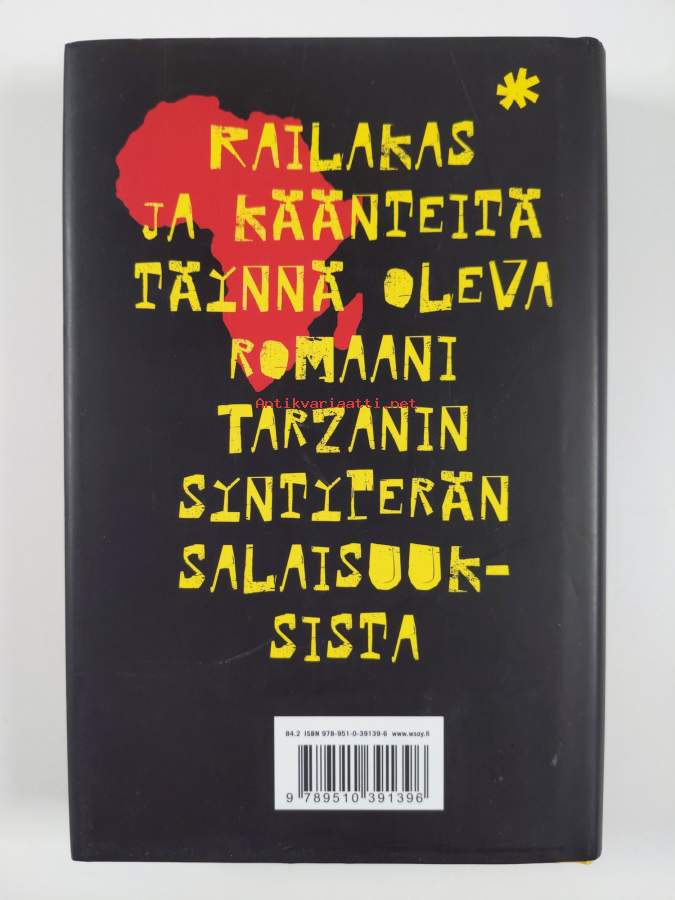 *
RAILAKAS
JA KÄÄNTEITÄ
TÄYNNÄ OLEVA
ROMAANI
Antikvariaatti.net
TARZANIN
SYNTYPERÄN
SALAISUUK-
SISTA
84.2 ISBN 978-951-0-39139-6 www.wsoy.fi
9 789510 391396